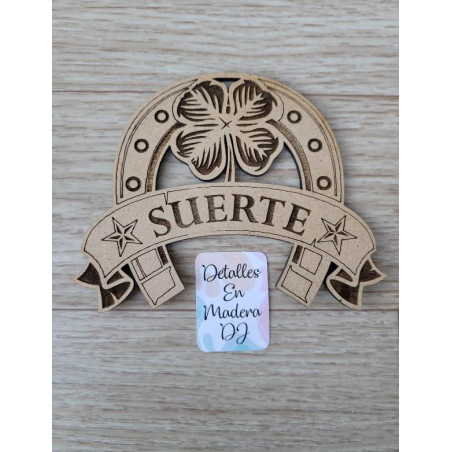 SUERTE
Detalles
En
Madera
DJ